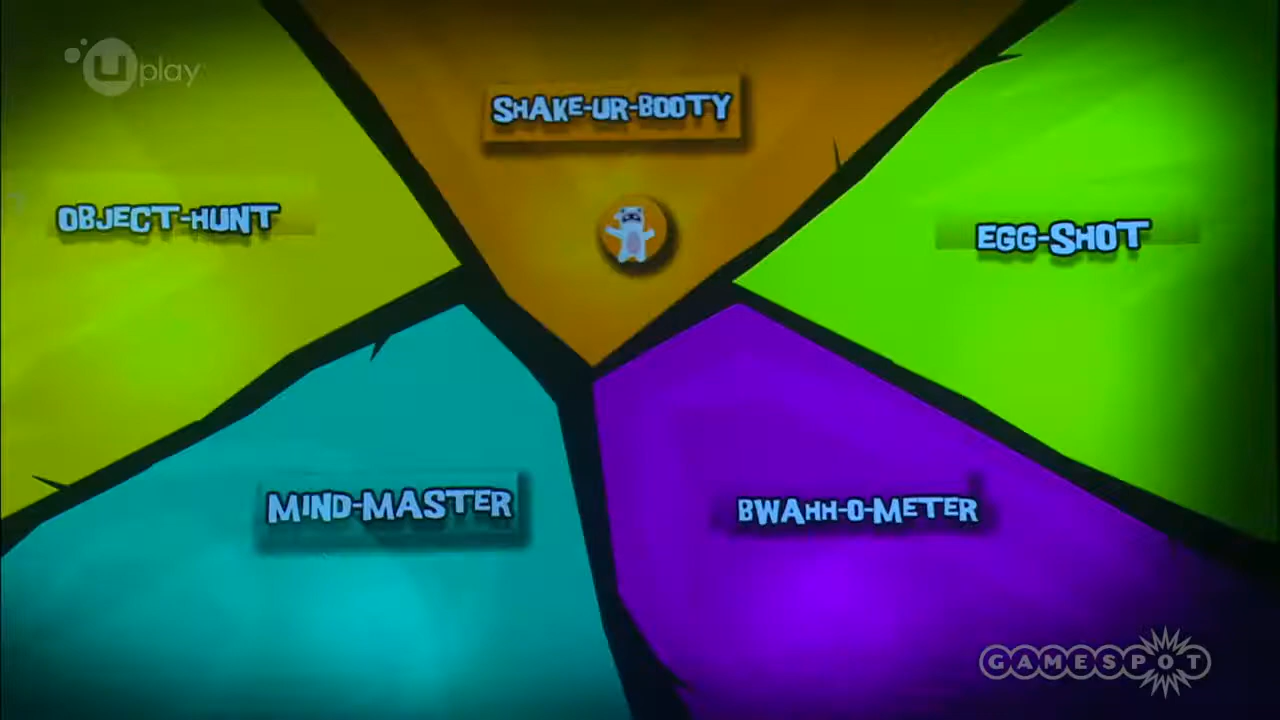 Uplay
SHAKE-UR-BOOTY
OBJECT-HUNT
EGG-SHOT
MIND-MASTER
BWAHH-O-METER
GAMESPOT